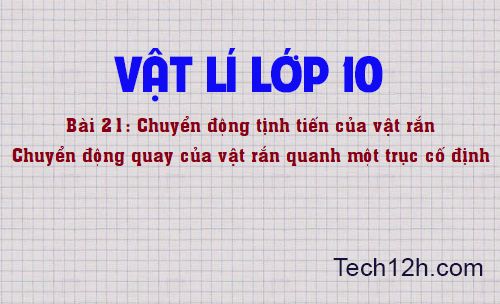 VẬT LÍ LỚP 10
Bài 21: Chuyển động tịnh tiến của vật rắn
Chuyển động quay của vật rắn quanh một trục cố định
Tech12h.com